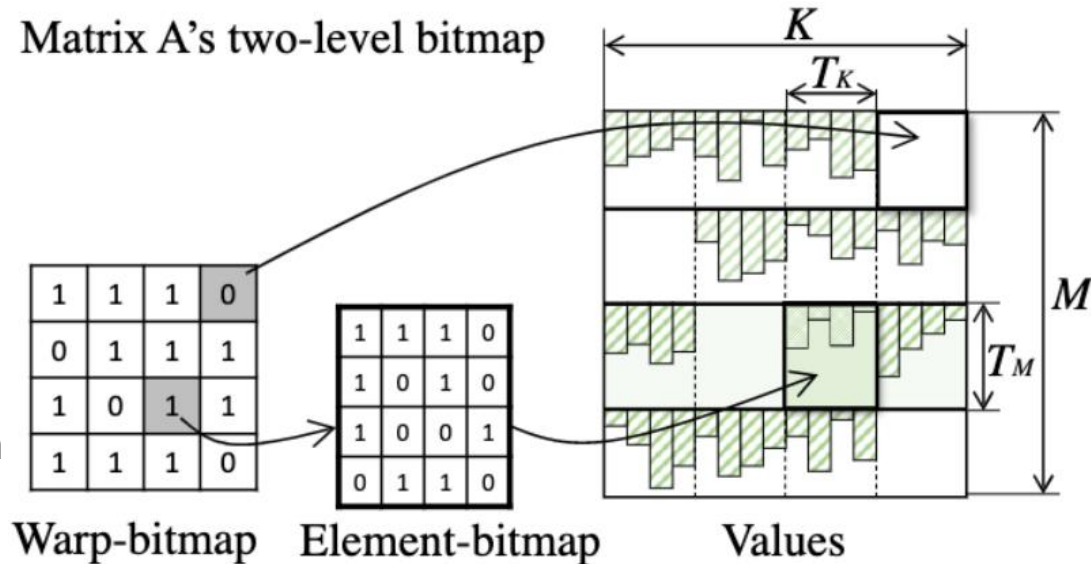 Matrix A's two-level bitmap
K
TK
M
TM
1 1 1 0
0 1 1 1
1 0 1 1
1 1 1 0
1 1 1 0
1 0 1 0
1 0 0 1
0 1 1 0
Warp-bitmap
Element-bitmap
Values